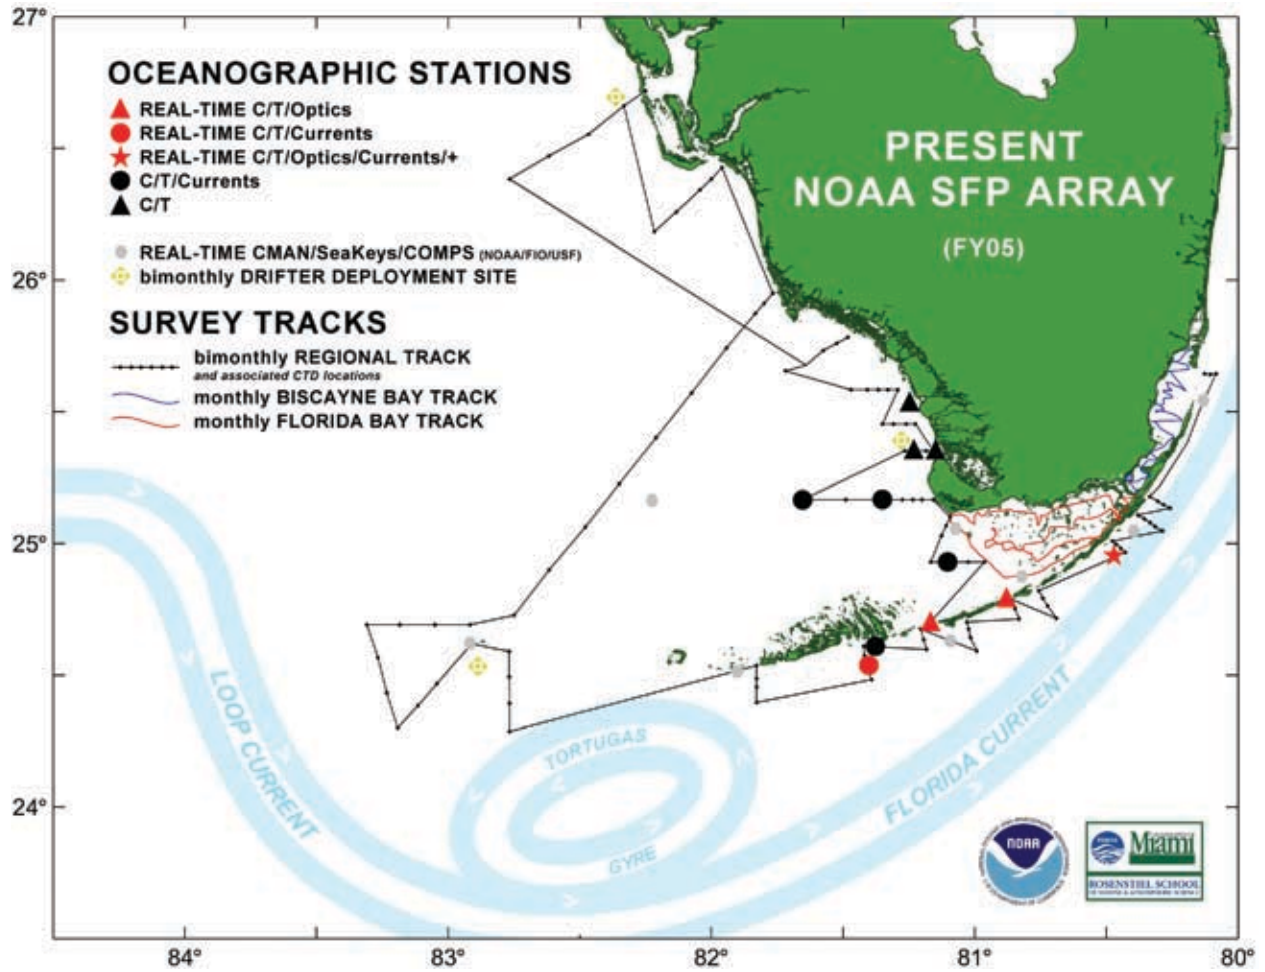 27°
26°
25°
24°
84°
83°
82°
81°
80°
OCEANOGRAPHIC STATIONS
REAL-TIME C/T/Optics
REAL-TIME C/T/Currents
REAL-TIME C/T/Optics/Currents/+
C/T/Currents
C/T
REAL-TIME CMAN/SeaKeys/COMPS (NOAA/FIO/USF)
bimonthly DRIFTER DEPLOYMENT SITE
SURVEY TRACKS
bimonthly REGIONAL TRACK
and associated CTD locations
monthly BISCAYNE BAY TRACK
monthly FLORIDA BAY TRACK
PRESENT
NOAA SFP ARRAY
(FY05)
LOOP CURRENT
TORTUGAS
GYRE
FLORIDA CURRENT
NOAA
Miami
ROSENSTIEL SCHOOL